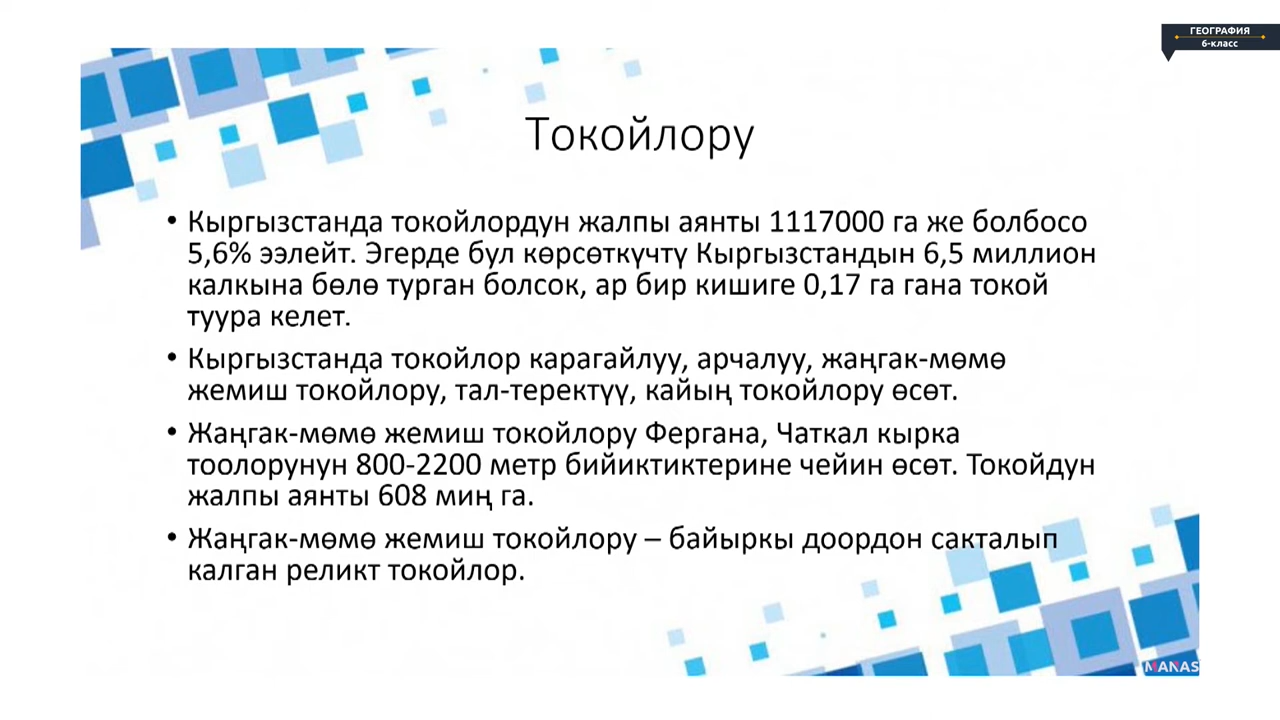 ГЕОГРАФИЯ
6-класс
Токойлору
• Кыргызстанда токойлордун жалпы аянты 1117000 га же болбосо
5,6% ээлейт. Эгерде бул көрсөткүчтү Кыргызстандын 6,5 миллион
калкына бөлө турган болсок, ар бир кишиге 0,17 га гана токой
туура келет.
• Кыргызстанда токойлор карагайлуу, арчалуу, жаңгак-мөмө
жемиш токойлору, тал-теректүү, кайың токойлору өсөт.
• Жаңгак-мөмө жемиш токойлору Фергана, Чаткал кырка
тоолорунун 800-2200 метр бийиктиктерине чейин өсөт. Токойдун
жалпы аянты 608 миң га.
• Жаңгак-мөмө жемиш токойлору – байыркы доордон сакталып
калган реликт токойлор.
MANAS